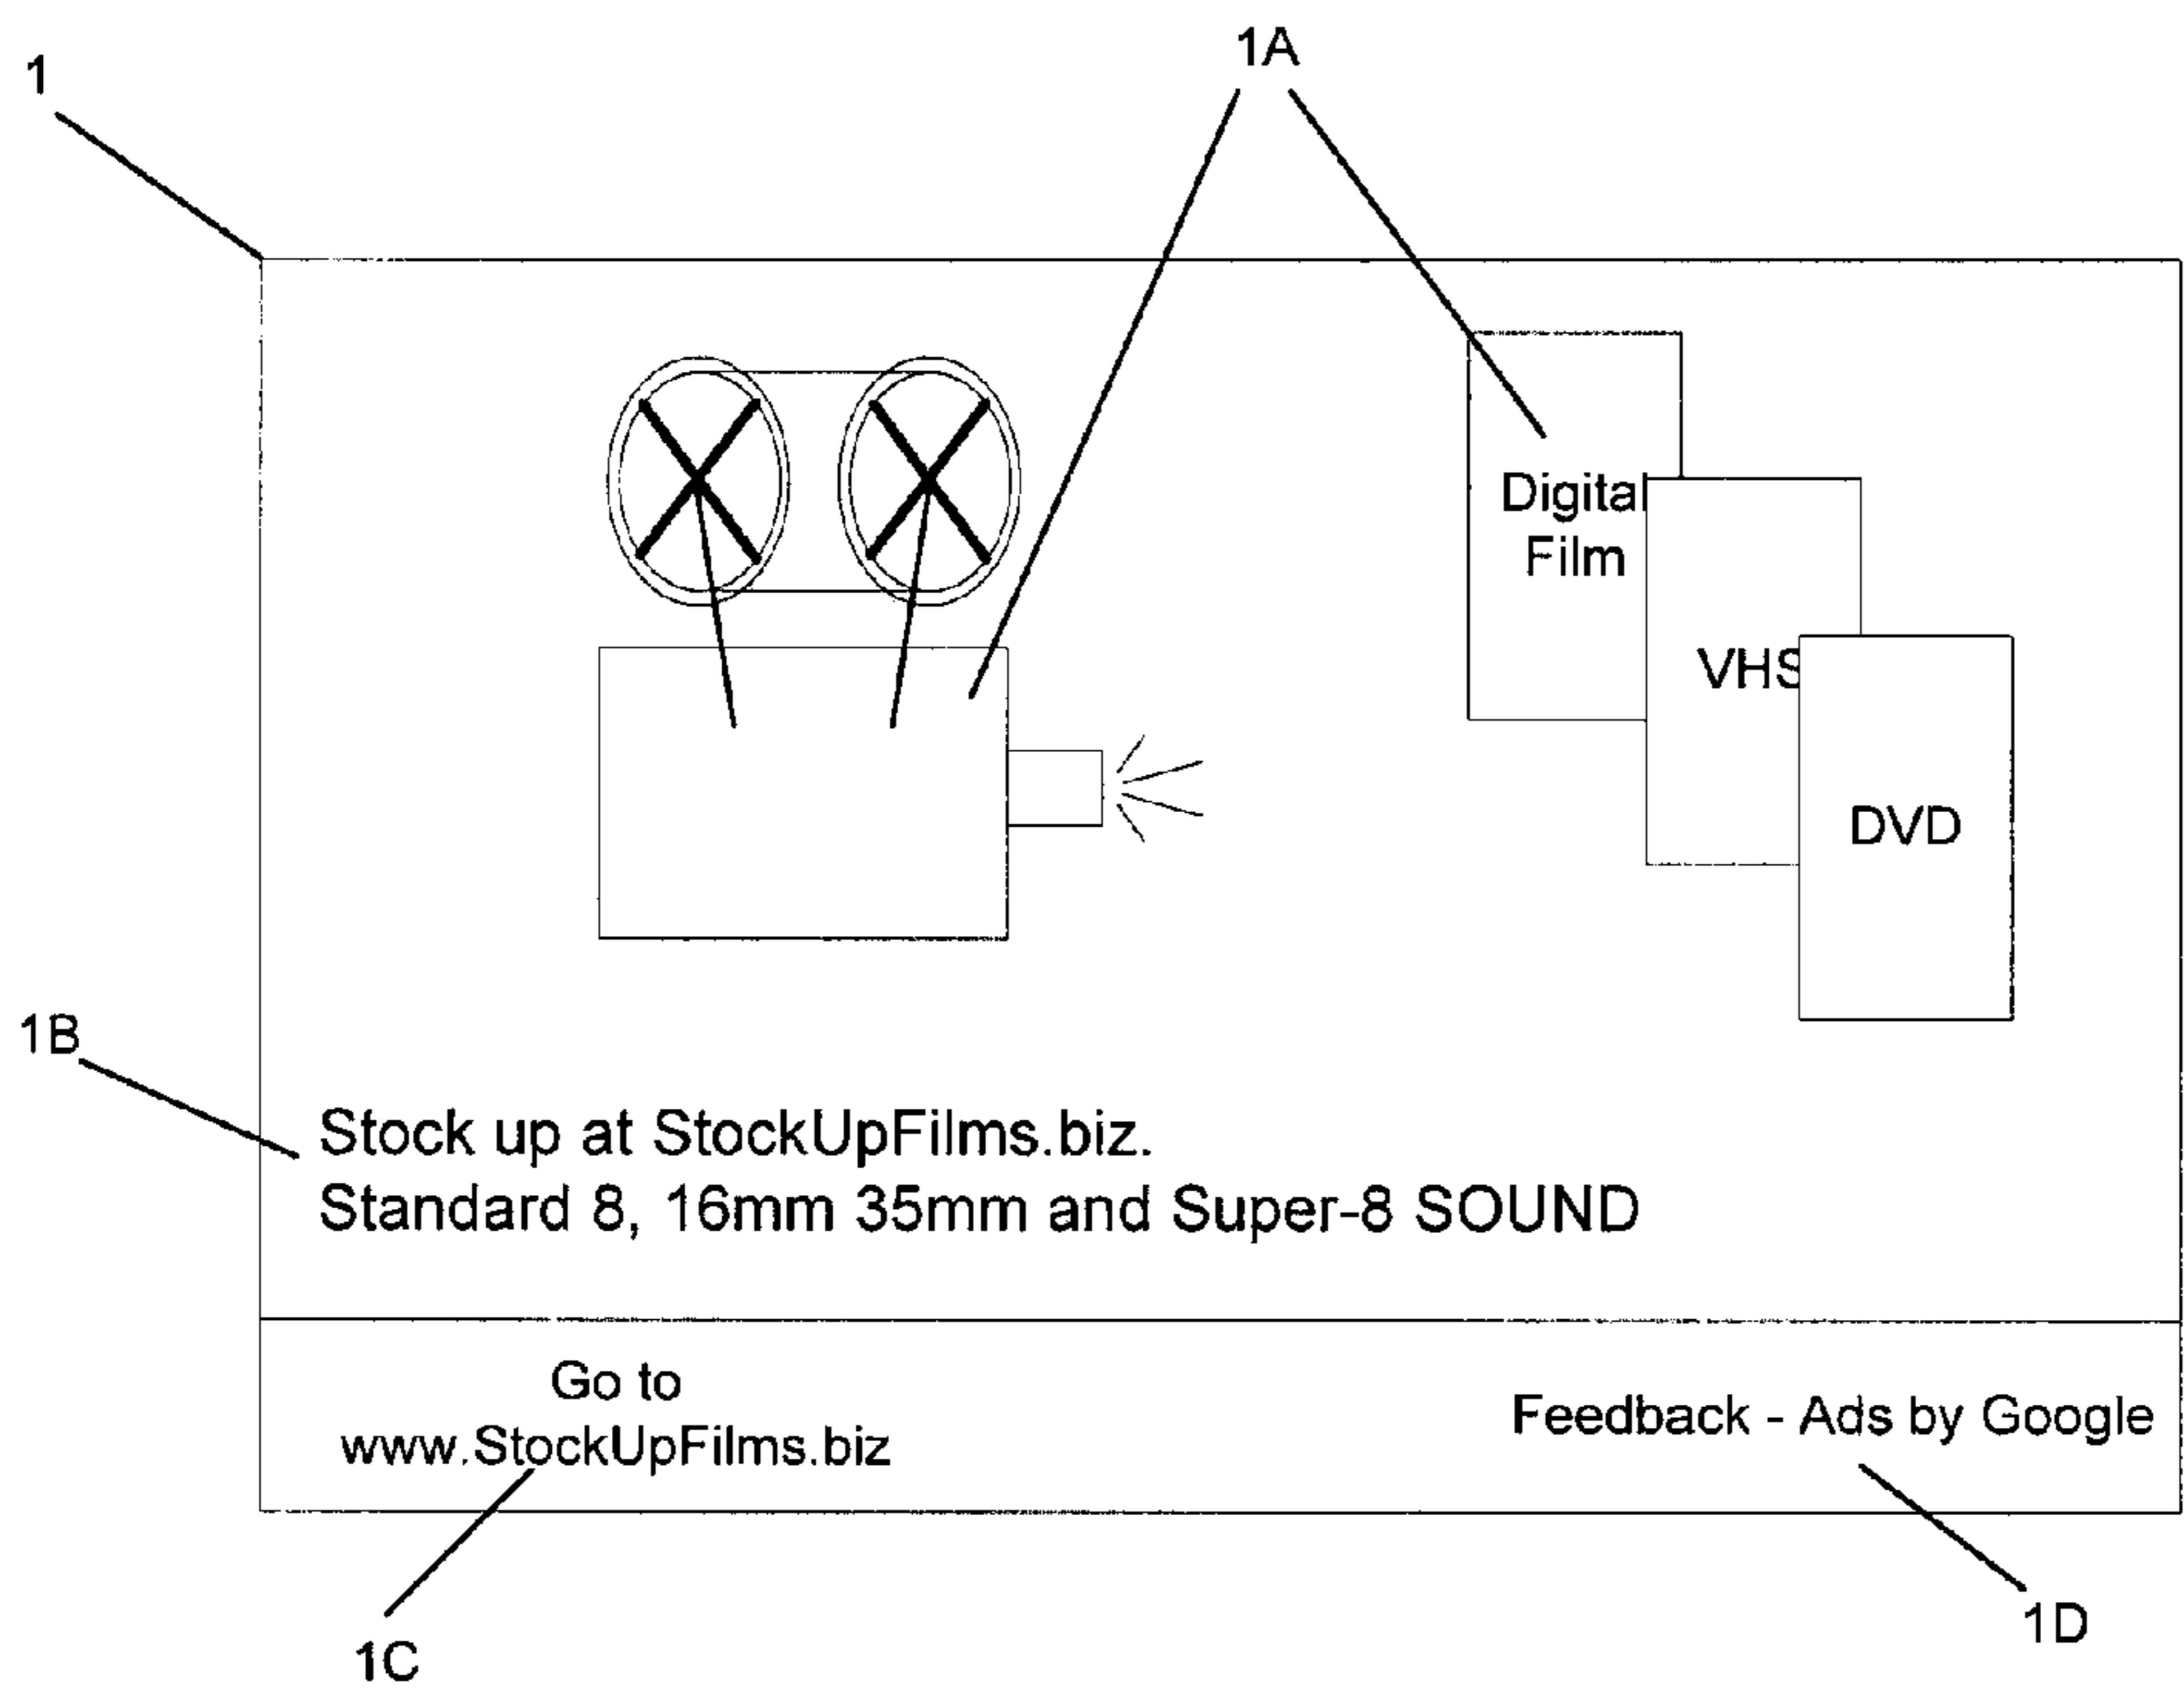 1
1A
Digital
Film
VHS
DVD
1B
Stock up at StockUpFilms.biz.
Standard 8, 16mm 35mm and Super-8 SOUND
Go to
www.StockUpFilms.biz
Feedback - Ads by Google
1C
1D